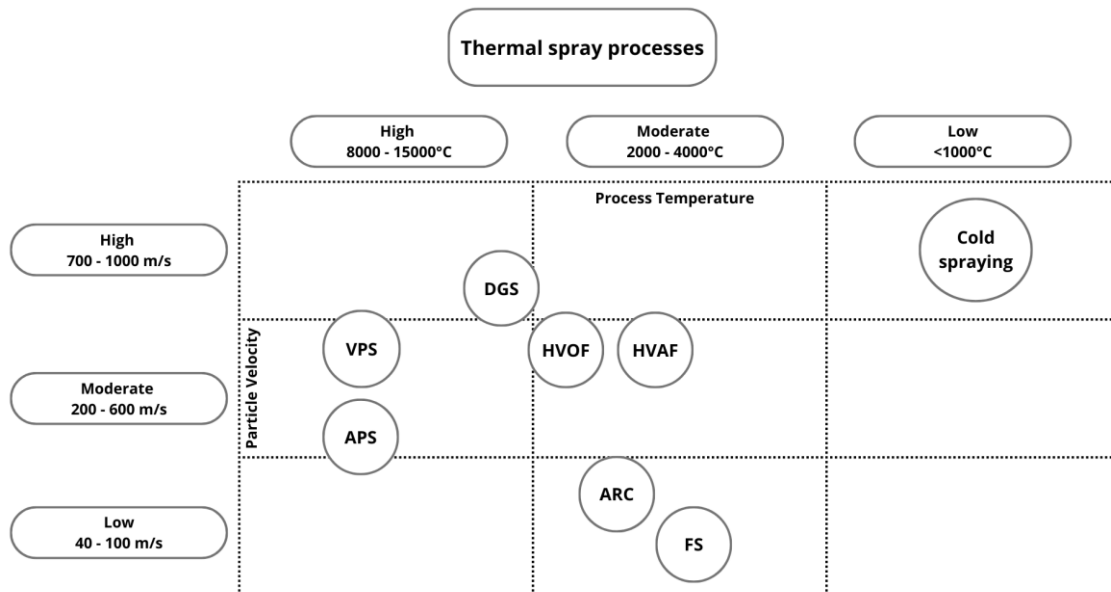 Thermal spray processes
High
8000 - 15000°C
Moderate
2000 - 4000°C
Low
<1000°C
Process Temperature
High
700 - 1000 m/s
Cold
spraying
DGS
Particle Velocity
VPS
HVOF
HVAF
Moderate
200 - 600 m/s
APS
ARC
Low
40 - 100 m/s
FS